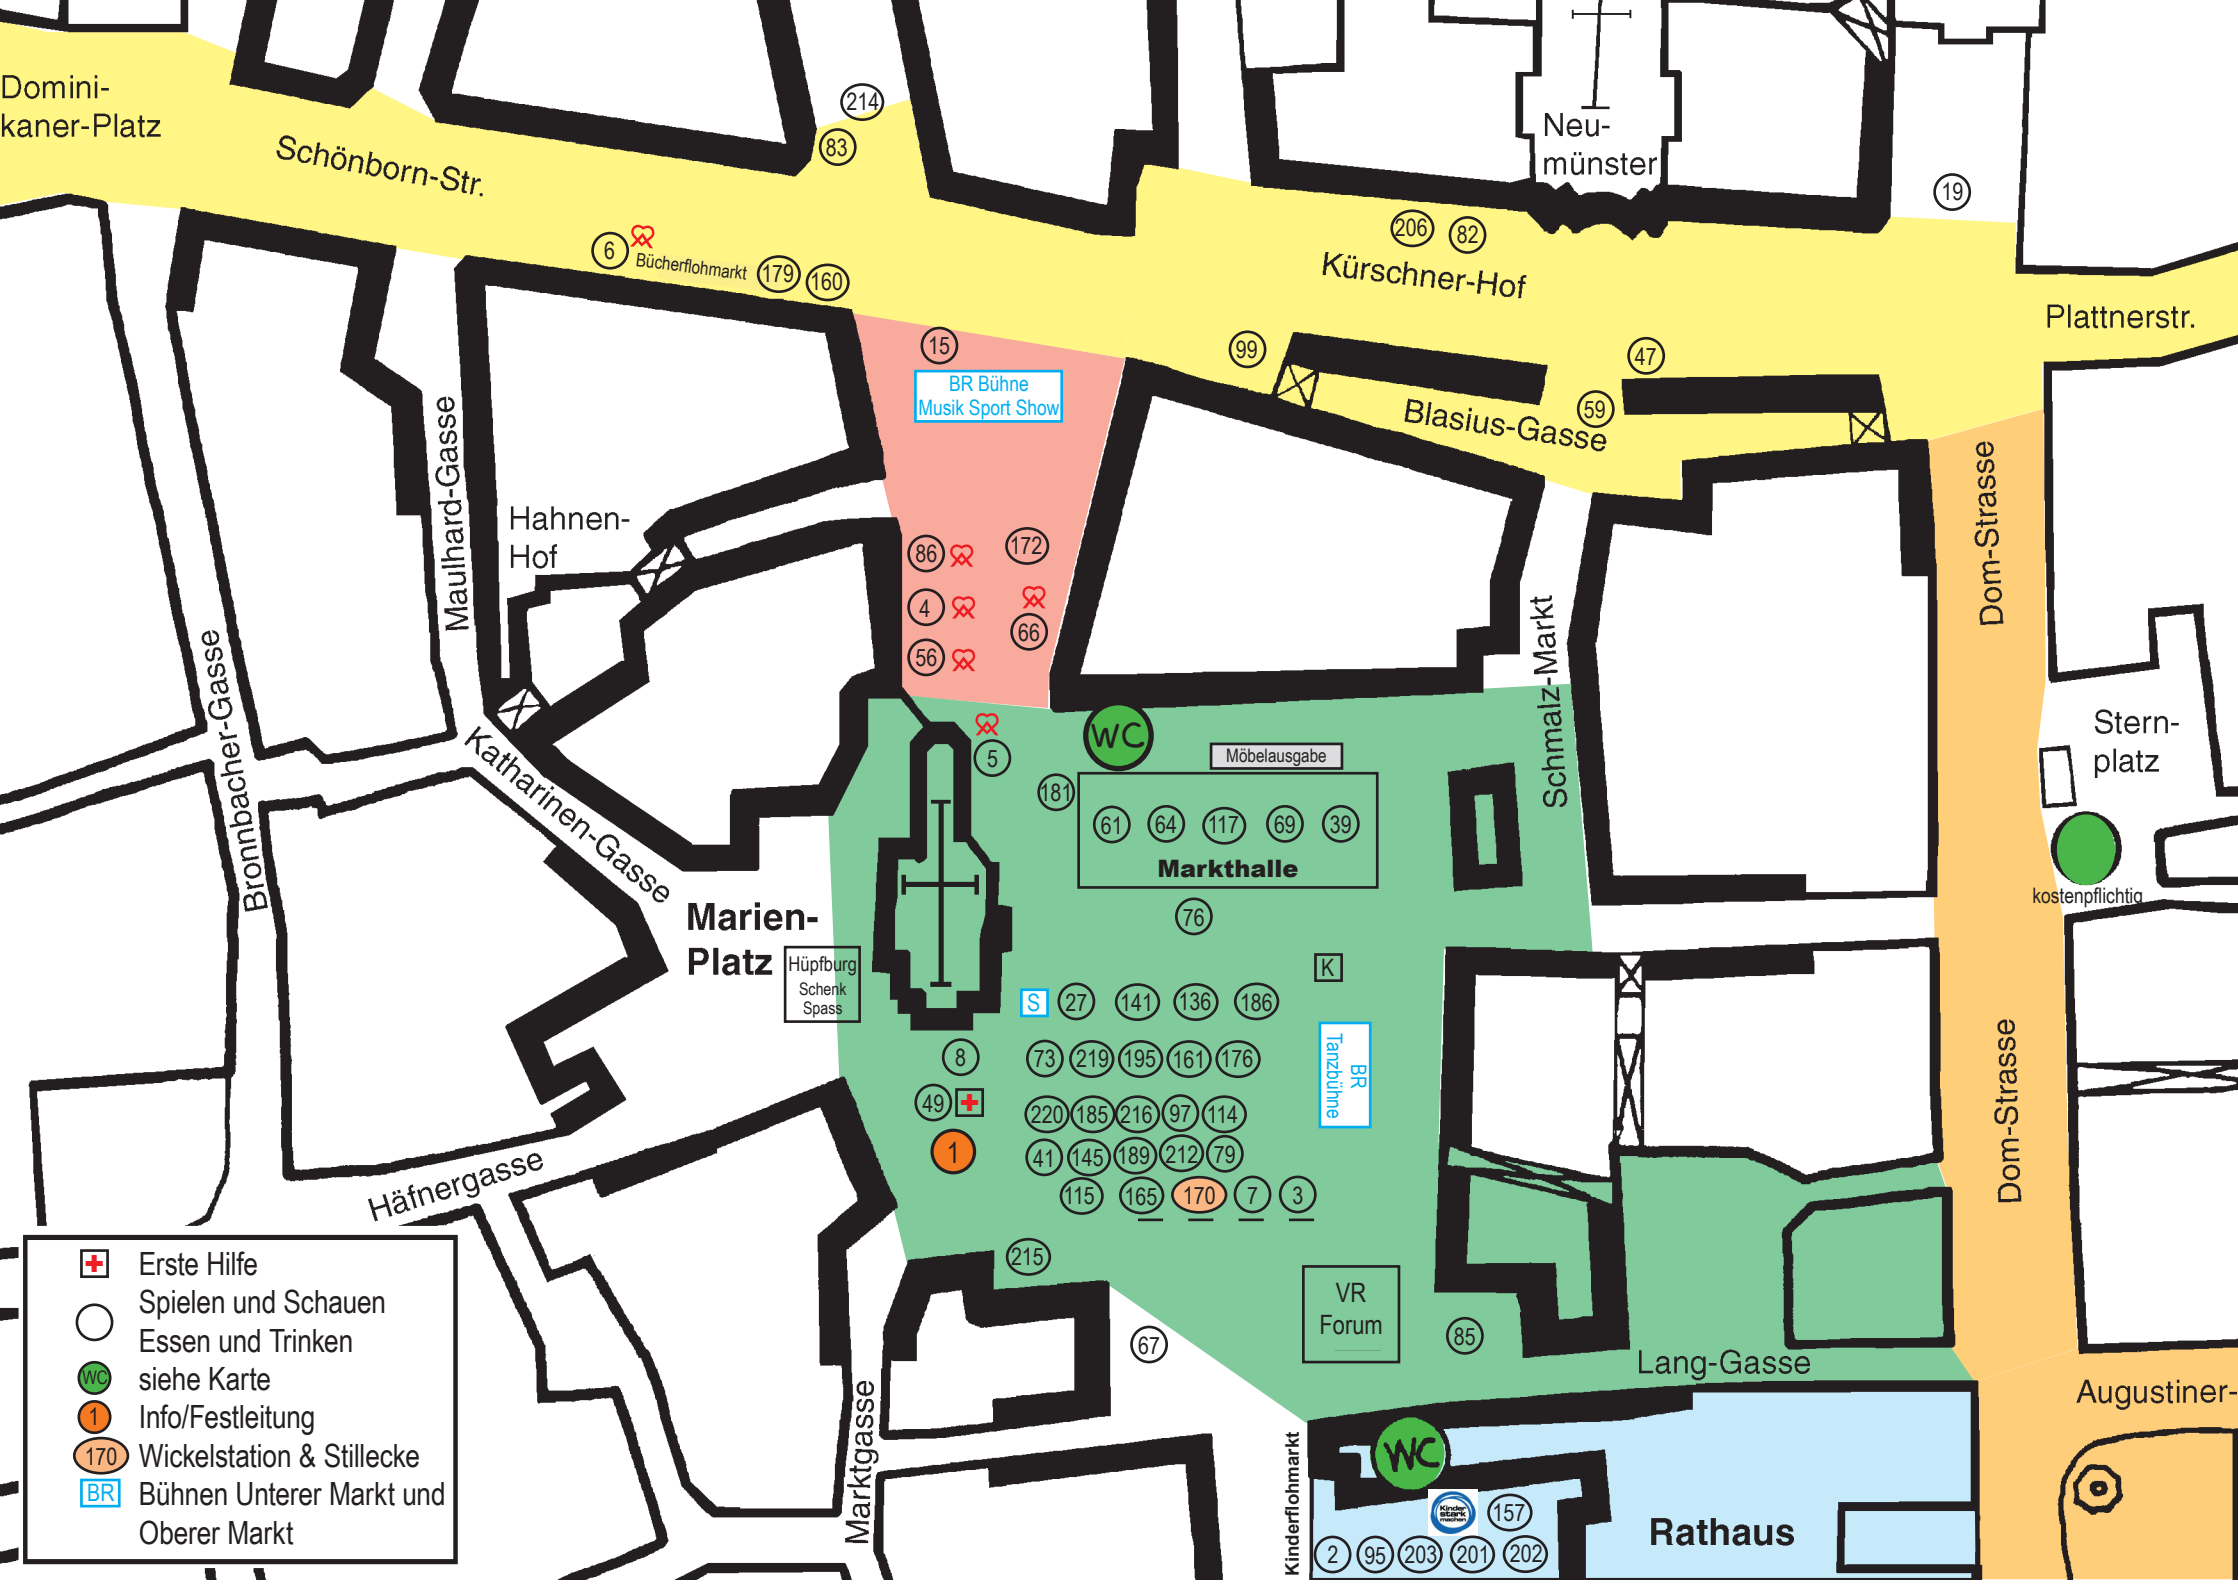 Domini-
kaner-Platz
Schönborn-Str.
214
83
Neu-
münster
19
6
Bücherflohmarkt
179
160
206
82
Kürschner-Hof
Plattnerstr.
15
BR Bühne
Musik Sport Show
99
47
59
Blasius-Gasse
Maulhard-Gasse
Hahnen-
Hof
86
172
4
66
56
Schmalz-Markt
Dom-Strasse
Bronnbacher-Gasse
Katharinen-Gasse
5
WC
Möbelausgabe
181
61
64
117
69
39
Markthalle
Stern-
platz
kostenpflichtig
Marien-
Platz
Hüpfburg
Schenk
Spass
76
K
S
27
141
136
186
8
73
219
195
161
176
BR
Tanzbühne
49
220
185
216
97
114
1
41
145
189
212
79
115
165
170
7
3
Dom-Strasse
Häfnergasse
215
67
VR
Forum
85
Lang-Gasse
Augustiner-
Marktgasse
Kinderflohmarkt
WC
Kinder
stark
machen
157
Rathaus
2
95
203
201
202
Erste Hilfe
Spielen und Schauen
Essen und Trinken
WC
siehe Karte
1
Info/Festleitung
170
Wickelstation & Stillecke
BR
Bühnen Unterer Markt und
Oberer Markt